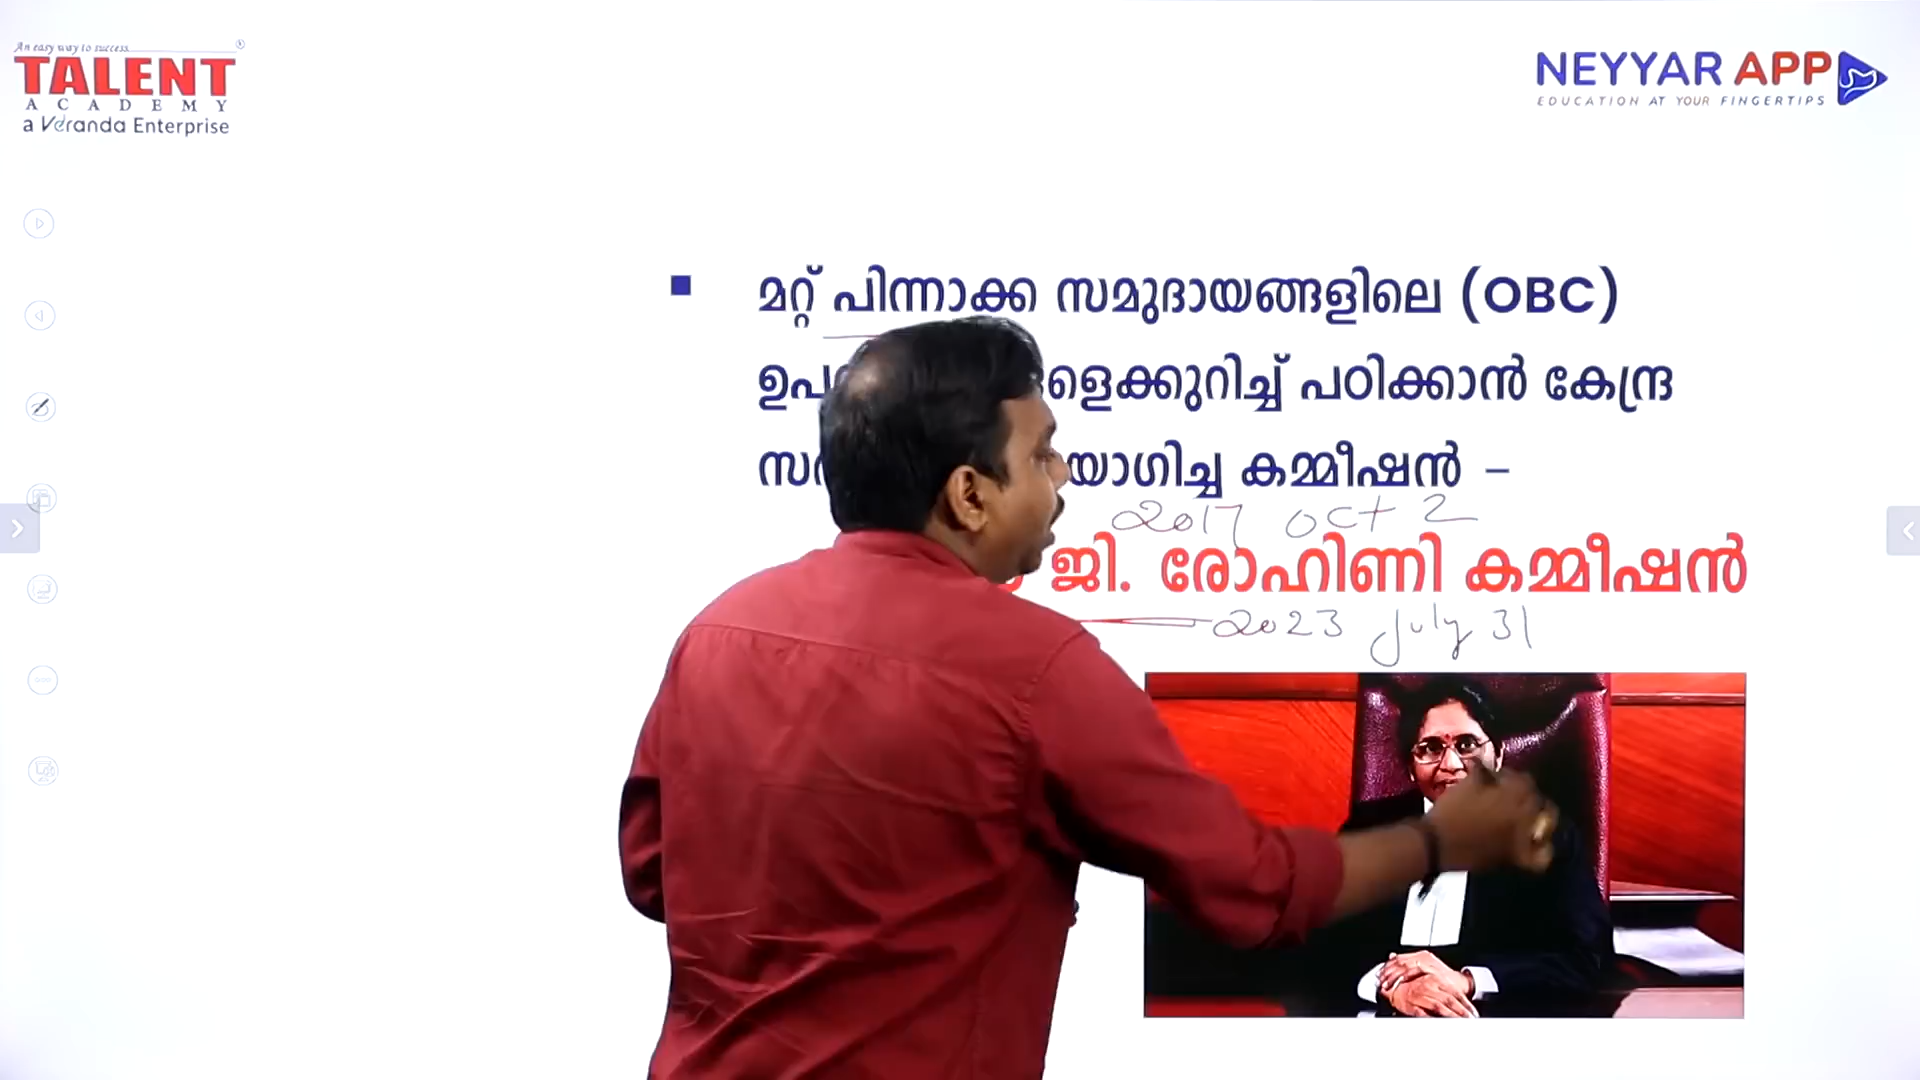 An easy way to success
TALENT
ACADEMY
a Veranda Enterprise
NEYYAR APP
EDUCATION AT YOUR FINGERTIPS
മറ്റ് പിന്നാക്ക സമുദായങ്ങളിലെ (OBC)
പഠിക്കാൻ കേന്ദ്ര
കമ്മീഷൻ –
2017 oct 2
ജി. രോഹിണി കമ്മീഷൻ
2023 July 31